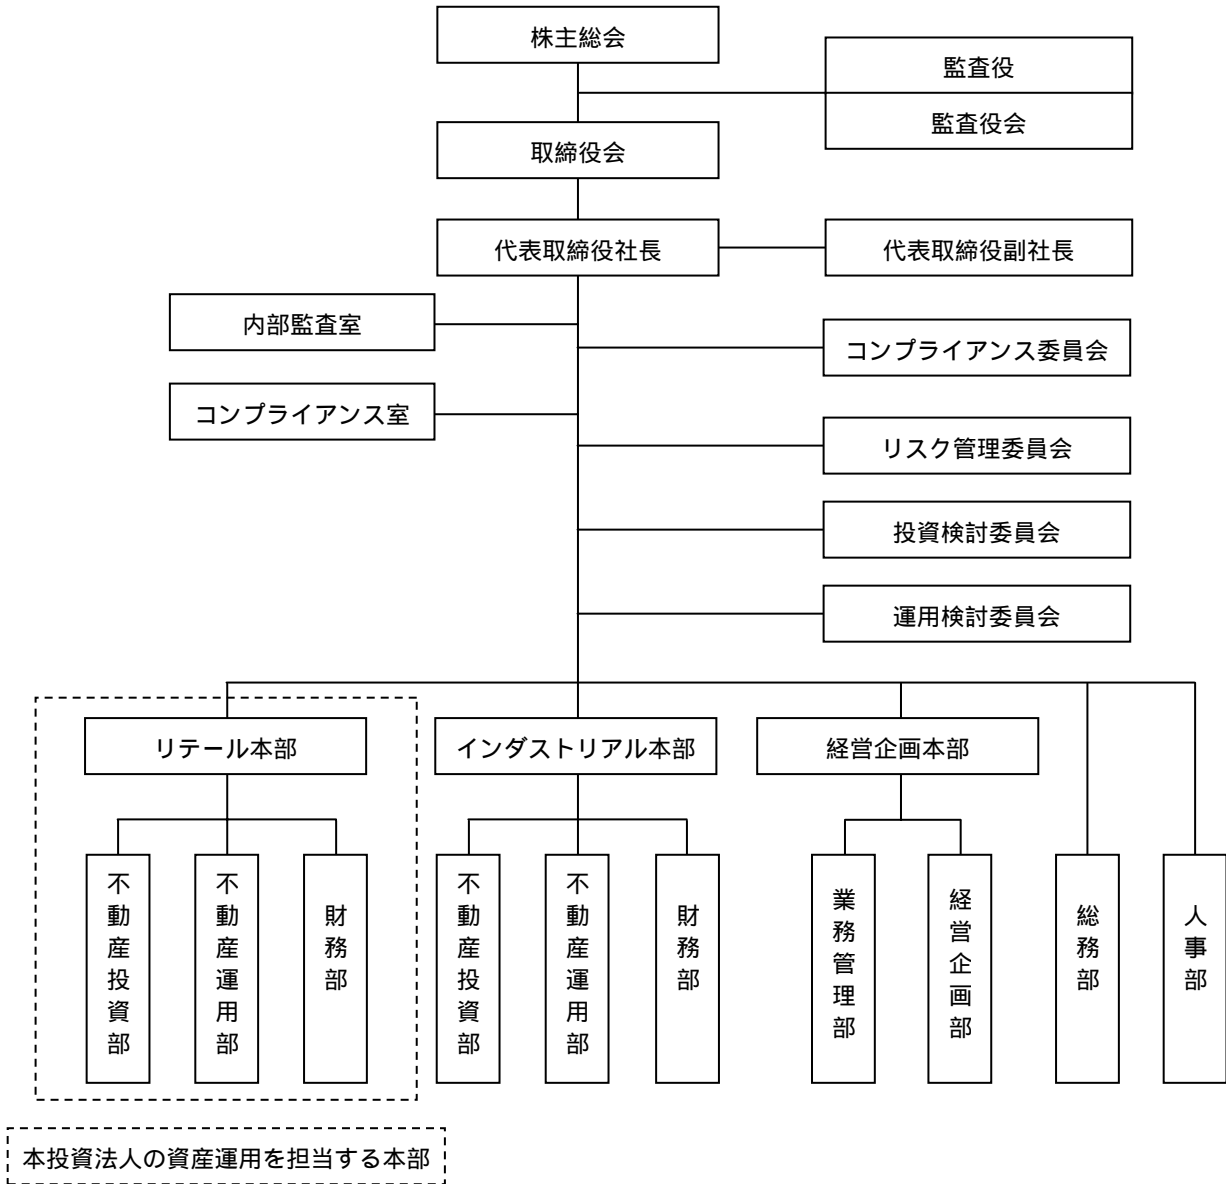 株主総会
監査役
監査役会
取締役会
代表取締役社長
代表取締役副社長
内部監査室
コンプライアンス委員会
コンプライアンス室
リスク管理委員会
投資検討委員会
運用検討委員会
リテール本部
インダストリアル本部
経営企画本部
不動産投資部
不動産運用部
財務部
不動産投資部
不動産運用部
財務部
業務管理部
経営企画部
総務部
人事部
本投資法人の資産運用を担当する本部